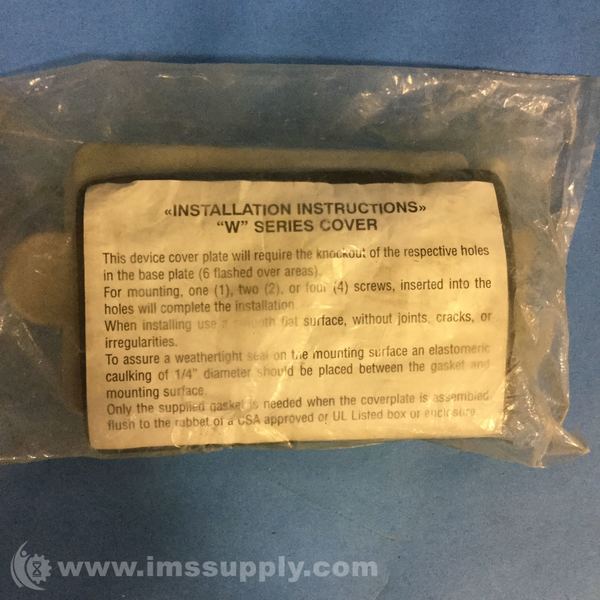 «INSTALLATION INSTRUCTIONS»
“W” SERIES COVER
This device cover plate will require the knockout of the respective holes
in the base plate (6 flashed over areas).
For mounting, one (1), two (2), or four (4) screws, inserted into the
holes will complete the installation.
When installing use a smooth flat surface, without joints, cracks, or
irregularities.
To assure a weathertight seal on the mounting surface an elastomeric
caulking of 1/4" diameter should be placed between the gasket and
mounting surface.
Only the supplied gasket is needed when the coverplate is assembled
flush to the rubbet of a CSA approved or UL Listed box or enclosure.
www.imssupply.com